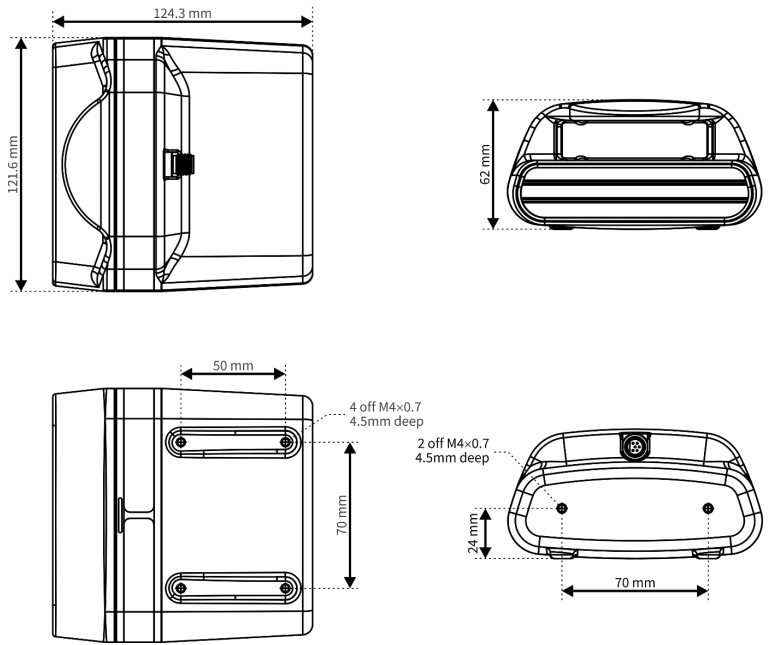 124.3 mm
121.6 mm
62 mm
50 mm
4 off M4×0.7
4.5mm deep
70 mm
2 off M4×0.7
4.5mm deep
24 mm
70 mm